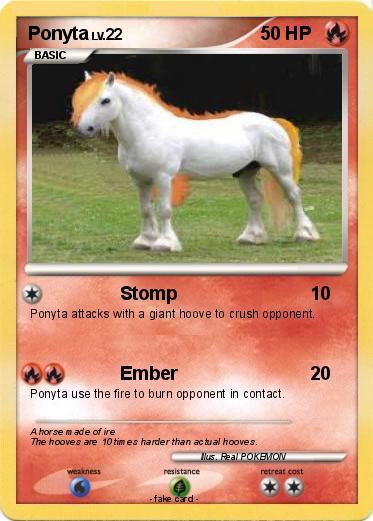 Ponyta LV.22 50 HP
BASIC
Stomp 10
Ponyta attacks with a giant hoove to crush opponent.
Ember 20
Ponyta use the fire to burn opponent in contact.
A horse made of ire
The hooves are 10 times harder than actual hooves.
Illus. Real POKEMON
weakness resistance retreat cost
- fake card -